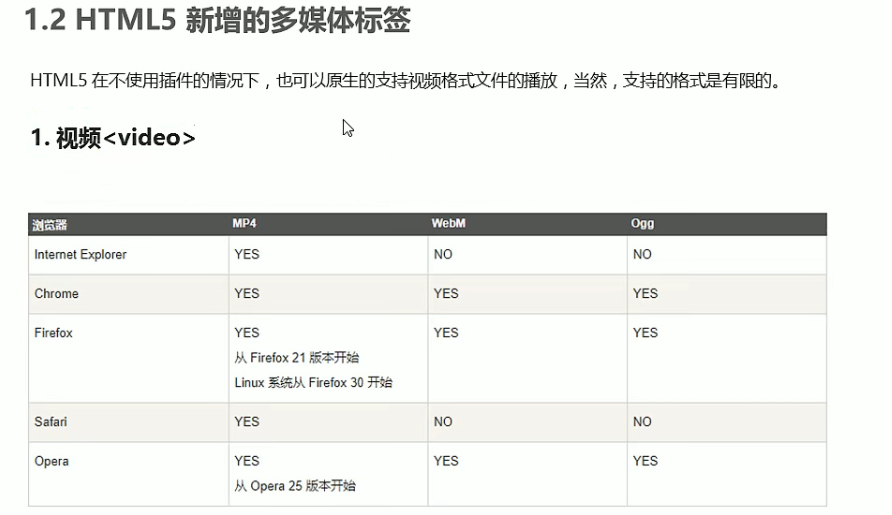 1.2 HTML5 新增的多媒体标签
HTML5 在不使用插件的情况下，也可以原生的支持视频格式文件的播放，当然，支持的格式是有限的。
1. 视频<video>
浏览器 MP4 WebM Ogg
Internet Explorer YES NO NO
Chrome YES YES YES
Firefox YES YES YES
从 Firefox 21 版本开始
Linux 系统从 Firefox 30 开始
Safari YES NO NO
Opera YES YES YES
从 Opera 25 版本开始